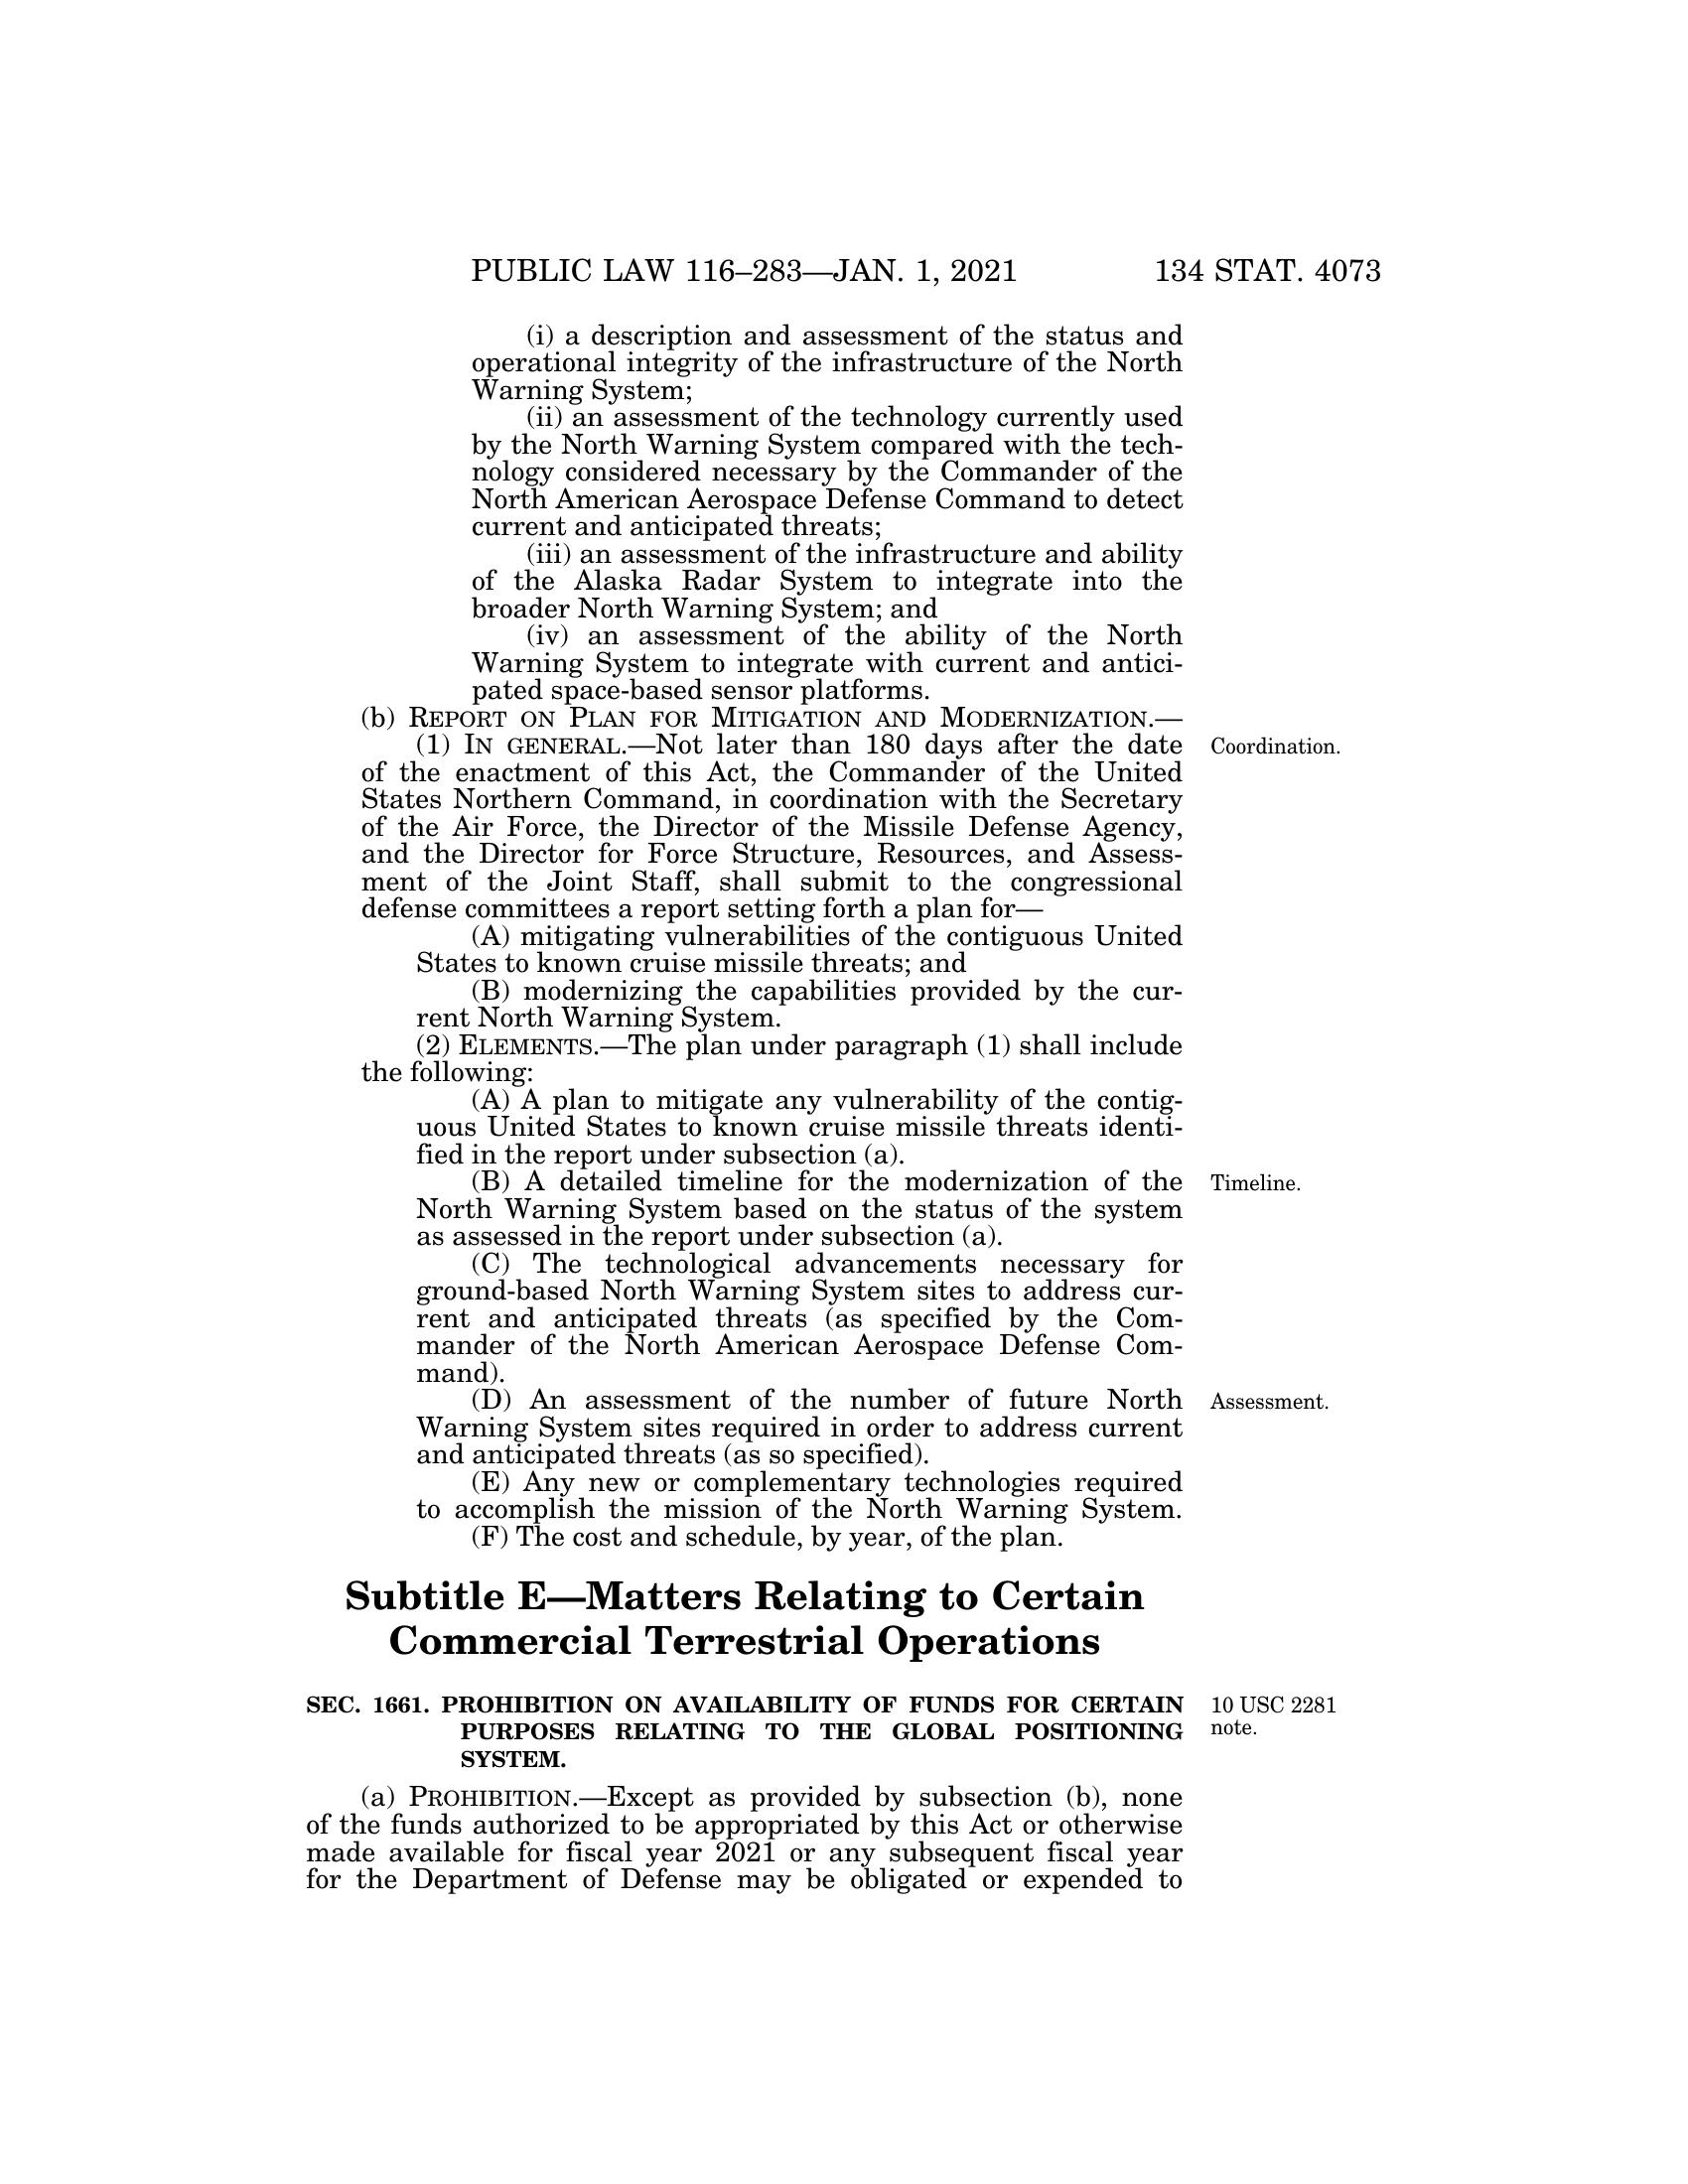 PUBLIC LAW 116–283—JAN. 1, 2021 134 STAT. 4073
(i) a description and assessment of the status and
operational integrity of the infrastructure of the North
Warning System;
(ii) an assessment of the technology currently used
by the North Warning System compared with the tech-
nology considered necessary by the Commander of the
North American Aerospace Defense Command to detect
current and anticipated threats;
(iii) an assessment of the infrastructure and ability
of the Alaska Radar System to integrate into the
broader North Warning System; and
(iv) an assessment of the ability of the North
Warning System to integrate with current and antici-
pated space-based sensor platforms.
(b) REPORT ON PLAN FOR MITIGATION AND MODERNIZATION.—
(1) IN GENERAL.—Not later than 180 days after the date
Coordination.
of the enactment of this Act, the Commander of the United
States Northern Command, in coordination with the Secretary
of the Air Force, the Director of the Missile Defense Agency,
and the Director for Force Structure, Resources, and Assess-
ment of the Joint Staff, shall submit to the congressional
defense committees a report setting forth a plan for—
(A) mitigating vulnerabilities of the contiguous United
States to known cruise missile threats; and
(B) modernizing the capabilities provided by the cur-
rent North Warning System.
(2) ELEMENTS.—The plan under paragraph (1) shall include
the following:
(A) A plan to mitigate any vulnerability of the contig-
uous United States to known cruise missile threats identi-
fied in the report under subsection (a).
(B) A detailed timeline for the modernization of the
Timeline.
North Warning System based on the status of the system
as assessed in the report under subsection (a).
(C) The technological advancements necessary for
ground-based North Warning System sites to address cur-
rent and anticipated threats (as specified by the Com-
mander of the North American Aerospace Defense Com-
mand).
(D) An assessment of the number of future North
Assessment.
Warning System sites required in order to address current
and anticipated threats (as so specified).
(E) Any new or complementary technologies required
to accomplish the mission of the North Warning System.
(F) The cost and schedule, by year, of the plan.
Subtitle E—Matters Relating to Certain
Commercial Terrestrial Operations
SEC. 1661. PROHIBITION ON AVAILABILITY OF FUNDS FOR CERTAIN
PURPOSES RELATING TO THE GLOBAL POSITIONING
SYSTEM.
10 USC 2281
note.
(a) PROHIBITION.—Except as provided by subsection (b), none
of the funds authorized to be appropriated by this Act or otherwise
made available for fiscal year 2021 or any subsequent fiscal year
for the Department of Defense may be obligated or expended to